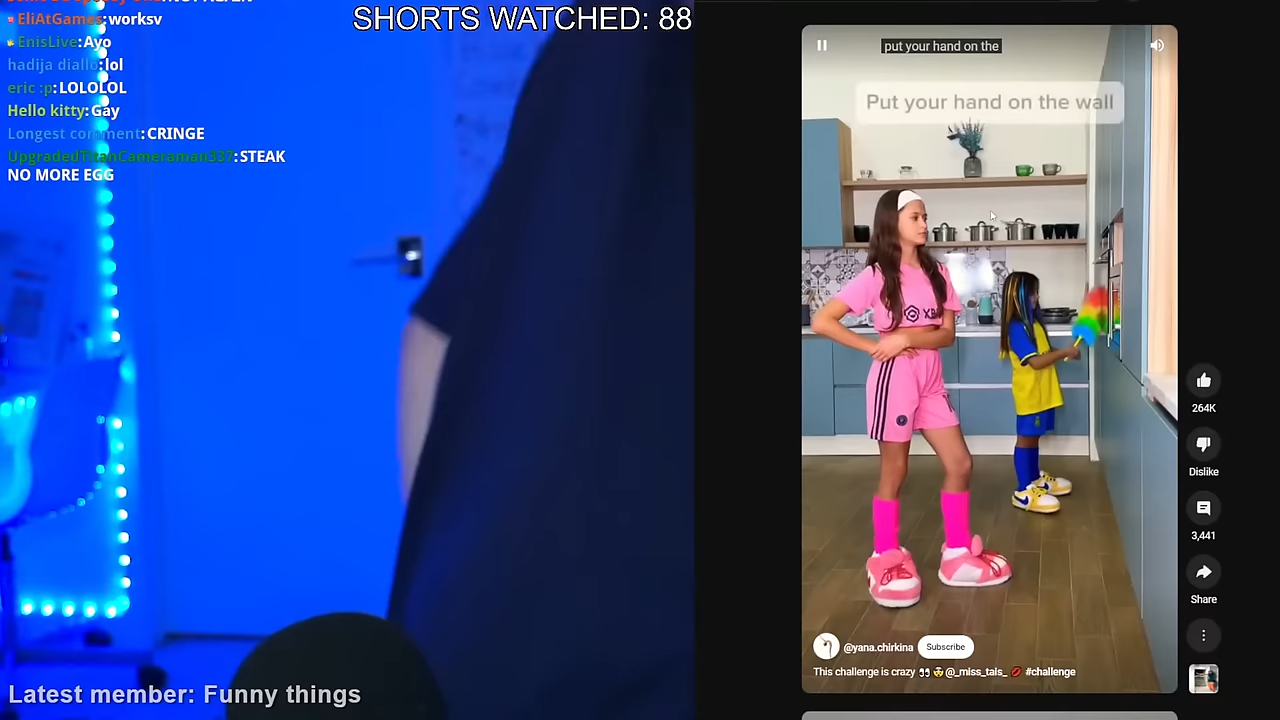 SHORTS WATCHED: 88
EliAtGames:worksv
EnisLive:Ayo
hadija diallo:lol
eric :p:LOLOLOL
Hello kitty:Gay
Longest comment:CRINGE
UpgradedTitanCameraman337:STEAK
NO MORE EGG
Latest member: Funny things
put your hand on the
Put your hand on the wall
264K
Dislike
3,441
Share
@yana.chirkina Subscribe
This challenge is crazy 👀 😲 @_miss_tais_ 💋 #challenge